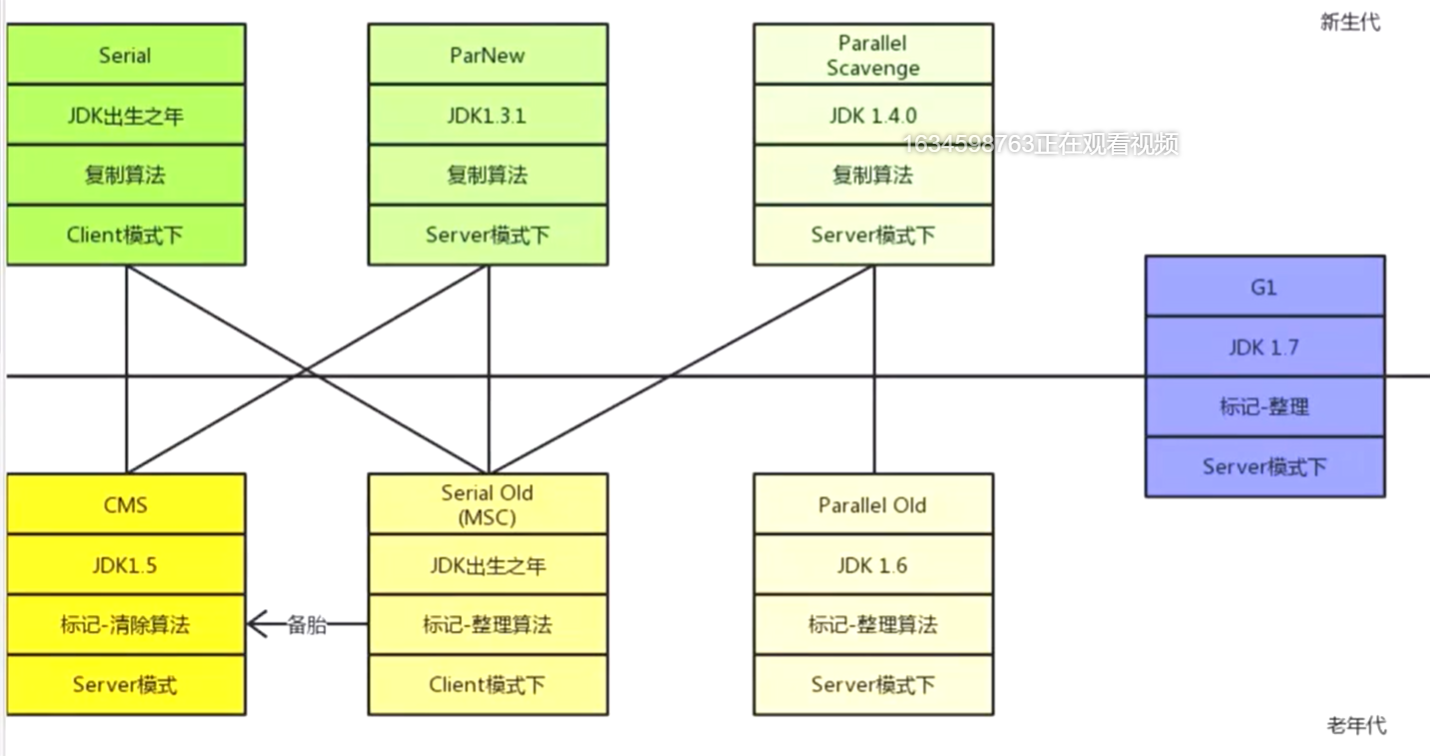 新生代
Serial
JDK出生之年
复制算法
Client模式下
ParNew
JDK1.3.1
复制算法
Server模式下
Parallel
Scavenge
JDK 1.4.0
复制算法
Server模式下
1634598763正在观看视频
G1
JDK 1.7
标记-整理
Server模式下
CMS
JDK1.5
标记-清除算法
Server模式
备胎
Serial Old
(MSC)
JDK出生之年
标记-整理算法
Client模式下
Parallel Old
JDK 1.6
标记-整理算法
Server模式下
老年代